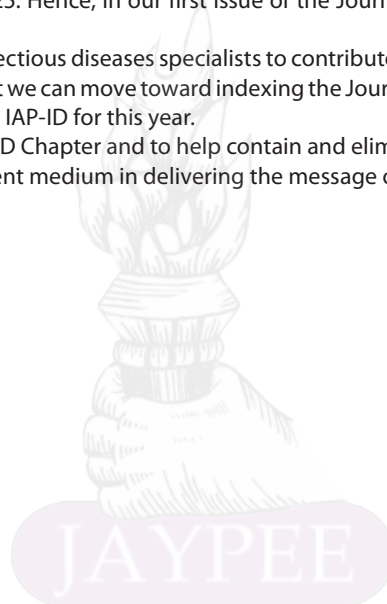 25. Hence, in our first issue of the Jour
ectious diseases specialists to contribute
t we can move toward indexing the Jour
IAP-ID for this year.
D Chapter and to help contain and elim
ent medium in delivering the message o
JAYPEE